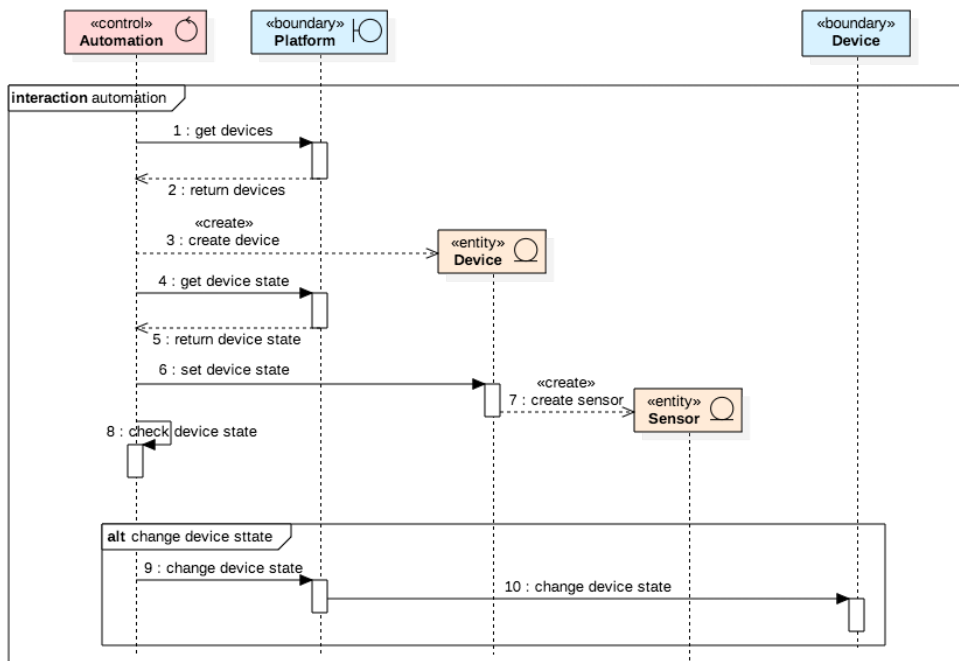 «control»
Automation
«boundary»
Platform
«boundary»
Device
interaction automation
1 : get devices
2 : return devices
«create»
3 : create device
«entity»
Device
4 : get device state
5 : return device state
6 : set device state
«create»
7 : create sensor
«entity»
Sensor
8 : check device state
alt change device sttate
9 : change device state
10 : change device state